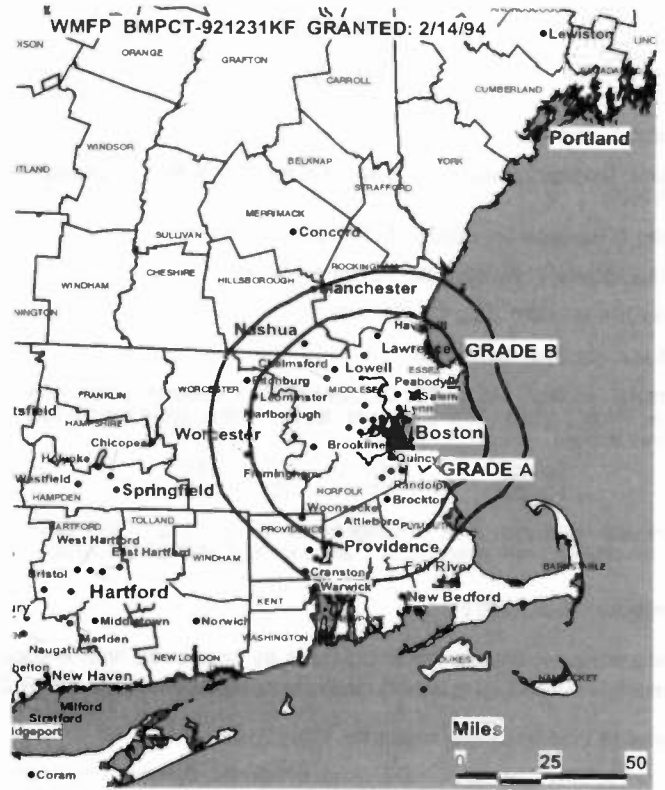 WMFP BMPCT-921231KF GRANTED: 2/14/94
Lewiston
ORANGE
GRAFTON
CARROLL
CUMBERLAND
Portland
WINDSOR
BELKNAP
YORK
STRAFFORD
MERRIMACK
Concord
SULLIVAN
ROCKINGHAM
WINDHAM
CHESHIRE
HILLSBOROUGH
Manchester
Nashua
Lawrence
GRADE B
Chelmsford
Lowell
ESSEX
WORCESTER
Fitchburg
MIDDLESEX
Peabody
FRANKLIN
Leominster
Salem
Lynn
HAMPSHIRE
Marlborough
Chicopee
Worcester
Brookline
Boston
Holyoke
Quincy
Westfield
Framingham
GRADE A
HAMPDEN
Springfield
NORFOLK
Randolph
Brockton
Woonsocke
HARTFORD
TOLLAND
PROVIDENCE
Attleboro
PLYMOUTH
West Hartford
WINDHAM
Providence
East Hartford
Fall River
BARNSTABLE
Bristol
Cranston
Hartford
KENT
Warwick
New Bedford
Middletown
Norwich
WASHINGTON
Meriden
Naugatuck
NEW LONDON
DUKES
New Haven
NANTUCKET
Milford
Stratford
idgeport
Miles
0 25 50
Coram